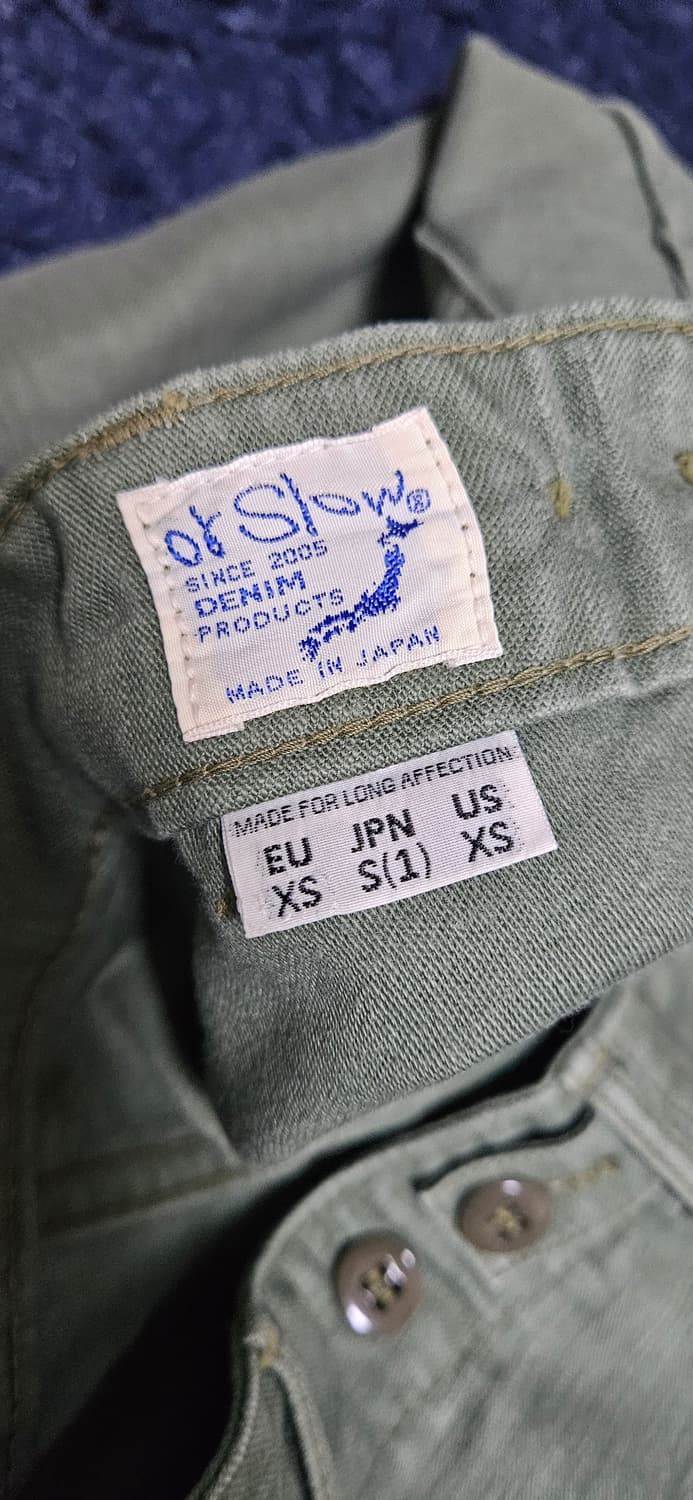 or Slow®
SINCE 2005
DENIM
PRODUCTS
MADE IN JAPAN
MADE FOR LONG AFFECTION
EU JPN US
XS S(1) XS